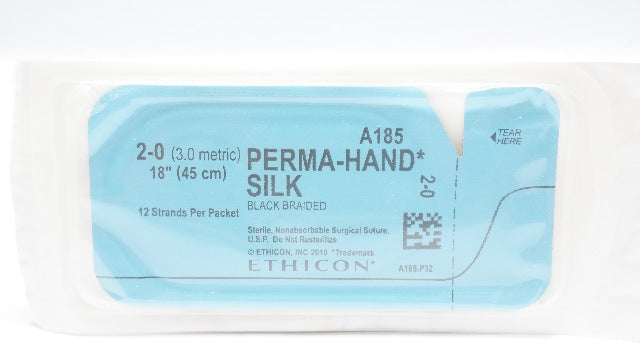 A185
2-0 (3.0 metric)
18" (45 cm)
PERMA-HAND*
SILK
BLACK BRAIDED
12 Strands Per Packet
Sterile, Nonabsorbable Surgical Suture,
U.S.P. Do Not Resterilize
© ETHICON, INC 2010 *Trademark
ETHICON*
2-0
A185.P32
TEAR
HERE